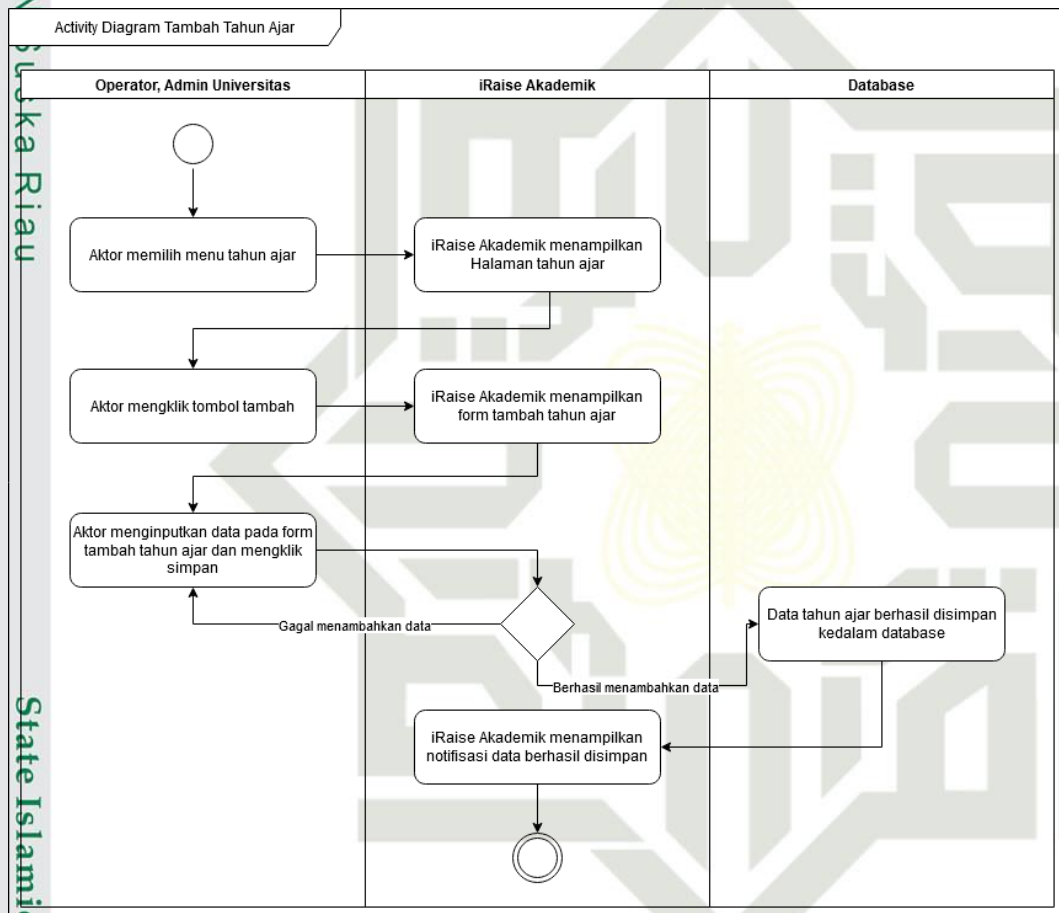 Activity Diagram Tambah Tahun Ajar
Operator, Admin Universitas
iRaise Akademik
Database
Aktor memilih menu tahun ajar
iRaise Akademik menampilkan
Halaman tahun ajar
Aktor mengklik tombol tambah
iRaise Akademik menampilkan
form tambah tahun ajar
Aktor menginputkan data pada form
tambah tahun ajar dan mengklik
simpan
Gagal menambahkan data
Berhasil menambahkan data
Data tahun ajar berhasil disimpan
kedalam database
iRaise Akademik menampilkan
notifisasi data berhasil disimpan
Suska Riau
State Islamic